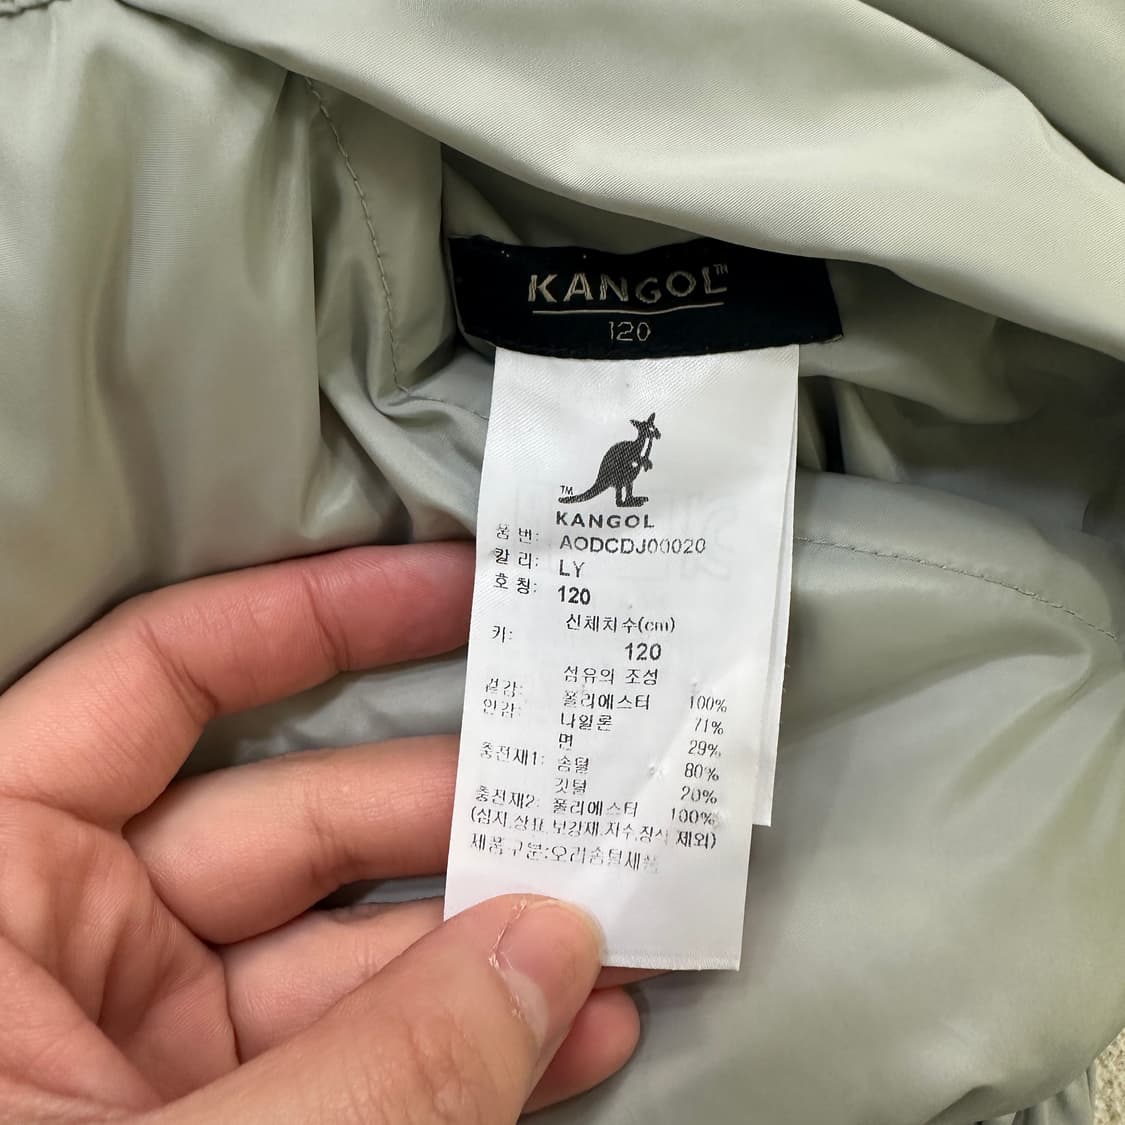 KANGOL™
120
™
KANGOL
품 번: AODCDJ00020
칼 라: LY
호 칭: 120
신체치수(cm)
키: 120
섬유의 조성
겉감: 폴리에스터 100%
안감: 나일론 71%
면 29%
충전재1: 솜털 80%
깃털 20%
충전재2: 폴리에스터 100%
(심지,상표,보강재,자수,장식 제외)
제품구분:오리솜털제품